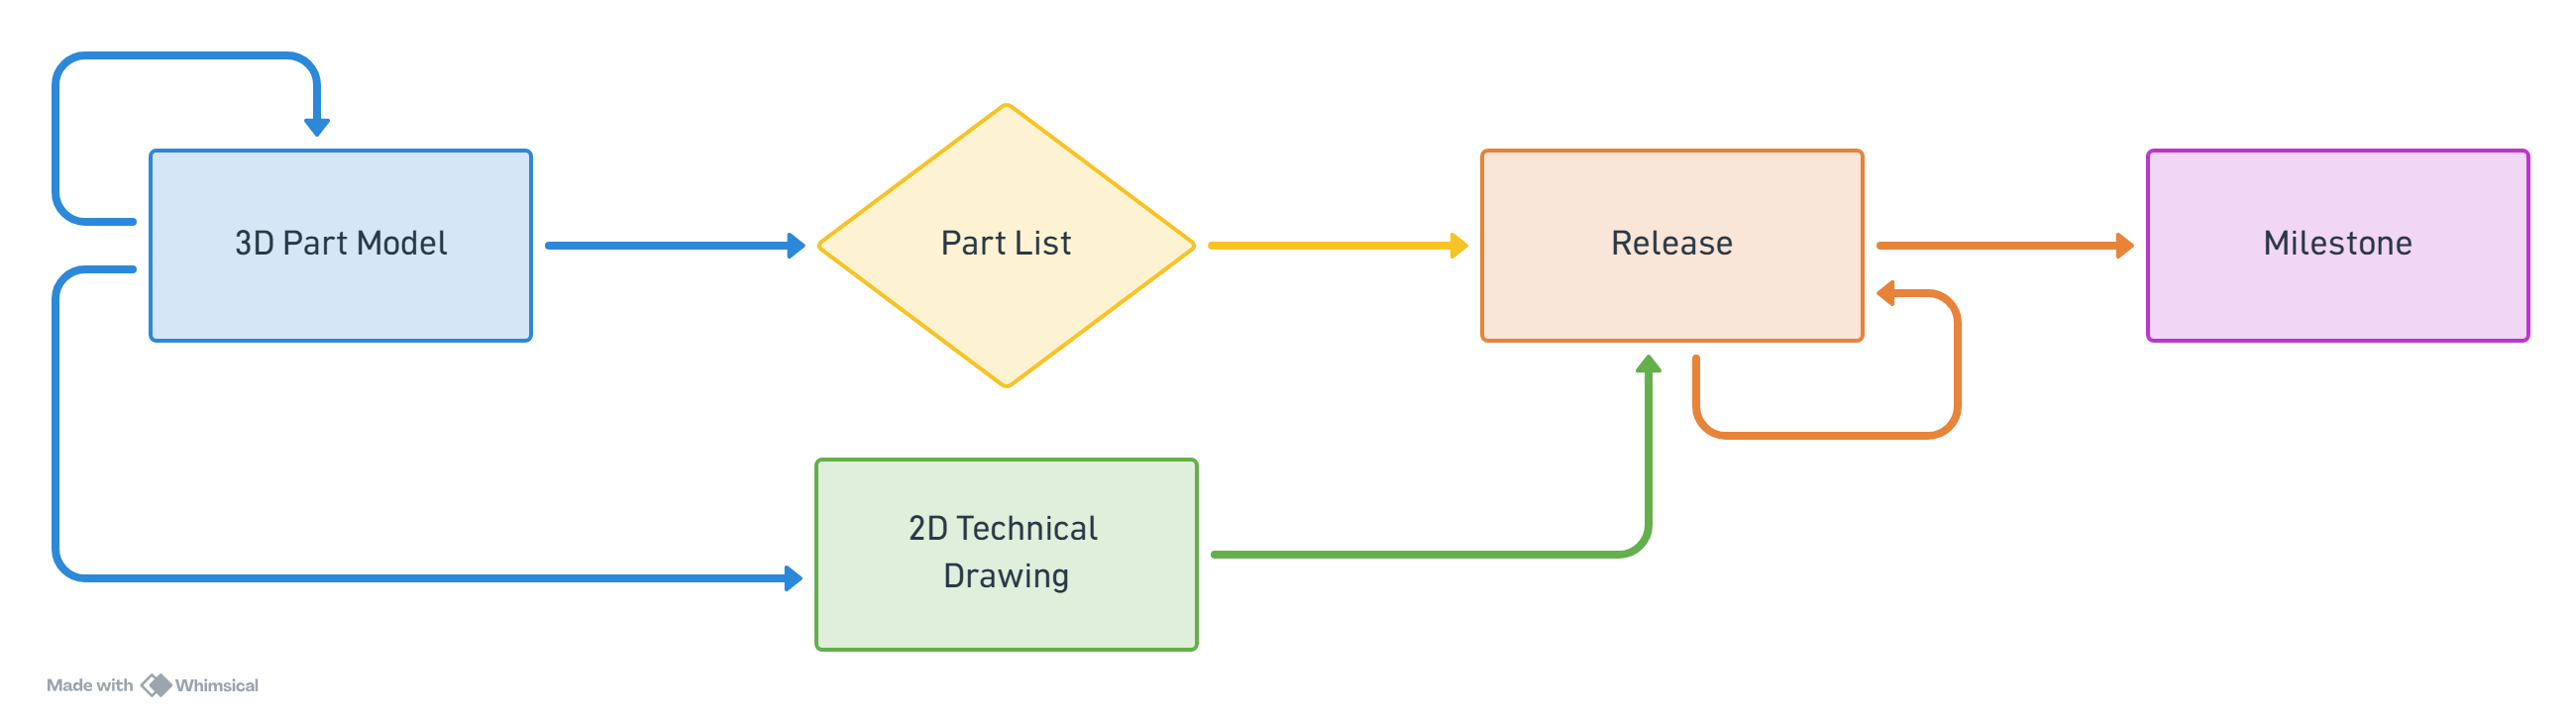 3D Part Model
Part List
Release
Milestone
2D Technical
Drawing
Made with Whimsical